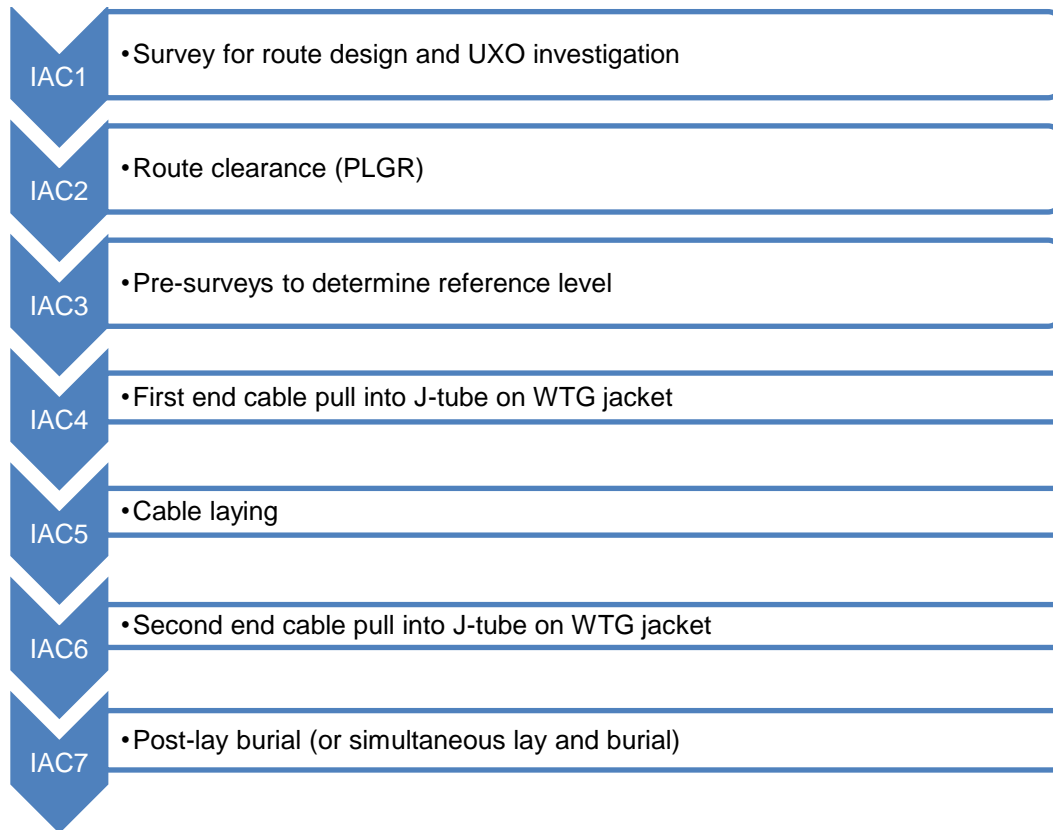 IAC1
•Survey for route design and UXO investigation
IAC2
•Route clearance (PLGR)
IAC3
•Pre-surveys to determine reference level
IAC4
•First end cable pull into J-tube on WTG jacket
IAC5
•Cable laying
IAC6
•Second end cable pull into J-tube on WTG jacket
IAC7
•Post-lay burial (or simultaneous lay and burial)